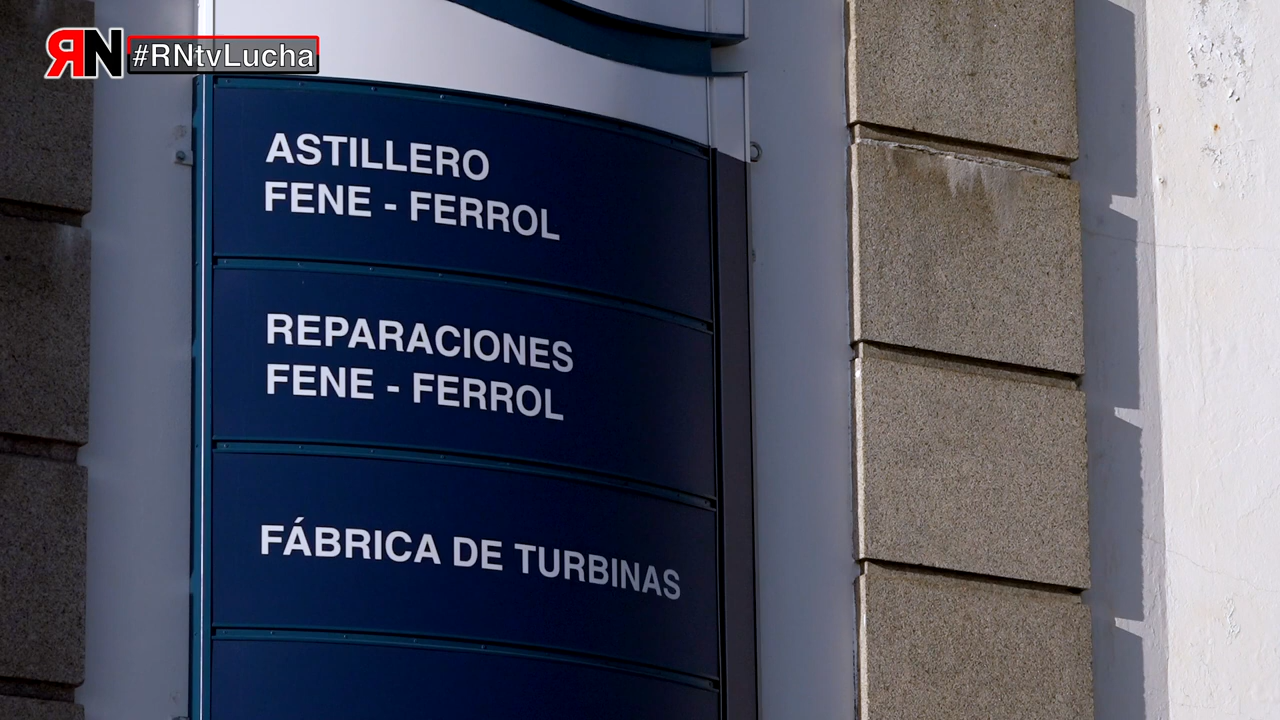 RN #RNtvLucha
ASTILLERO
FENE - FERROL
REPARACIONES
FENE - FERROL
FÁBRICA DE TURBINAS